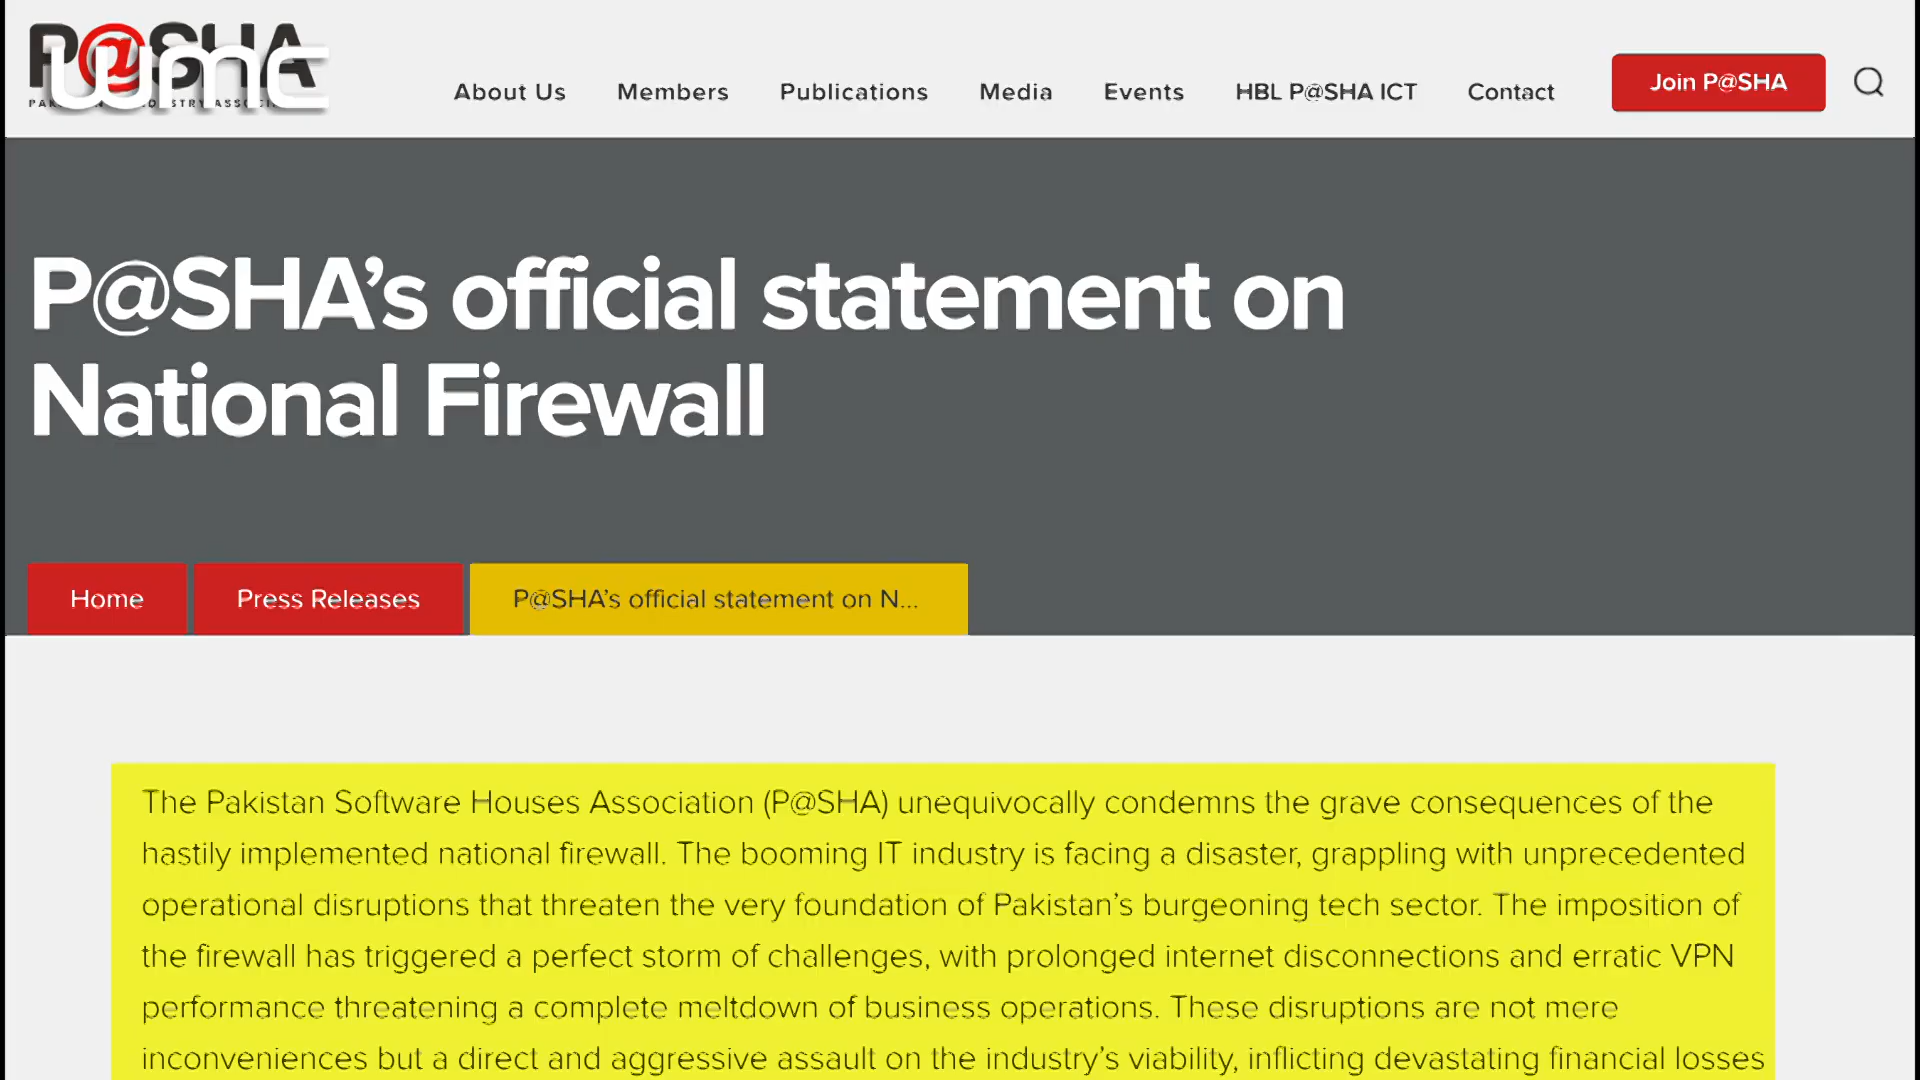 P@SHA
wmc
About Us
Members
Publications
Media
Events
HBL P@SHA ICT
Contact
Join P@SHA
P@SHA’s official statement on
National Firewall
Home
Press Releases
P@SHA’s official statement on N...
The Pakistan Software Houses Association (P@SHA) unequivocally condemns the grave consequences of the
hastily implemented national firewall. The booming IT industry is facing a disaster, grappling with unprecedented
operational disruptions that threaten the very foundation of Pakistan’s burgeoning tech sector. The imposition of
the firewall has triggered a perfect storm of challenges, with prolonged internet disconnections and erratic VPN
performance threatening a complete meltdown of business operations. These disruptions are not mere
inconveniences but a direct and aggressive assault on the industry’s viability, inflicting devastating financial losses